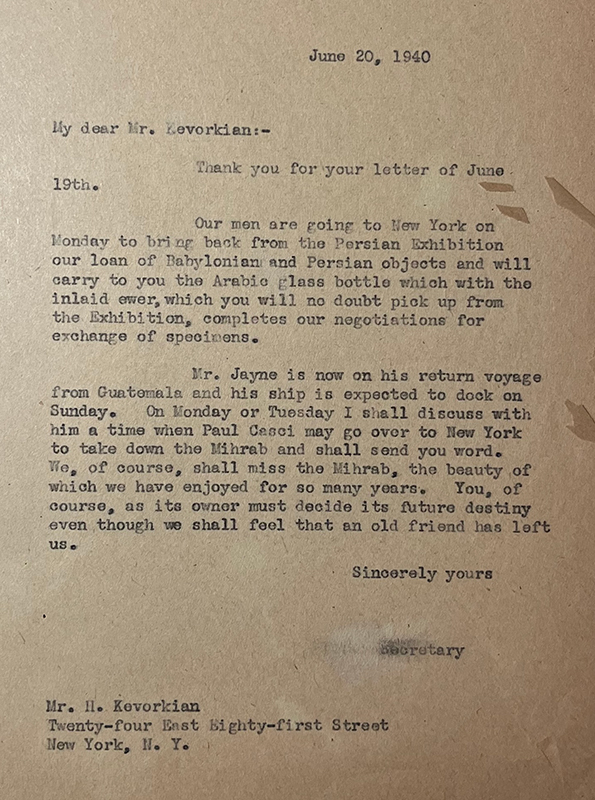 June 20, 1940
My dear Mr. Kevorkian:-
Thank you for your letter of June
19th.
Our men are going to New York on
Monday to bring back from the Persian Exhibition
our loan of Babylonian and Persian objects and will
carry to you the Arabic glass bottle which with the
inlaid ewer, which you will no doubt pick up from
the Exhibition, completes our negotiations for
exchange of specimens.
Mr. Jayne is now on his return voyage
from Guatemala and his ship is expected to dock on
Sunday. On Monday or Tuesday I shall discuss with
him a time when Paul Casci may go over to New York
to take down the Mihrab and shall send you word.
We, of course, shall miss the Mihrab, the beauty of
which we have enjoyed for so many years. You, of
course, as its owner must decide its future destiny
even though we shall feel that an old friend has left
us.
Sincerely yours
Secretary
Mr. H. Kevorkian
Twenty-four East Eighty-first Street
New York, N. Y.